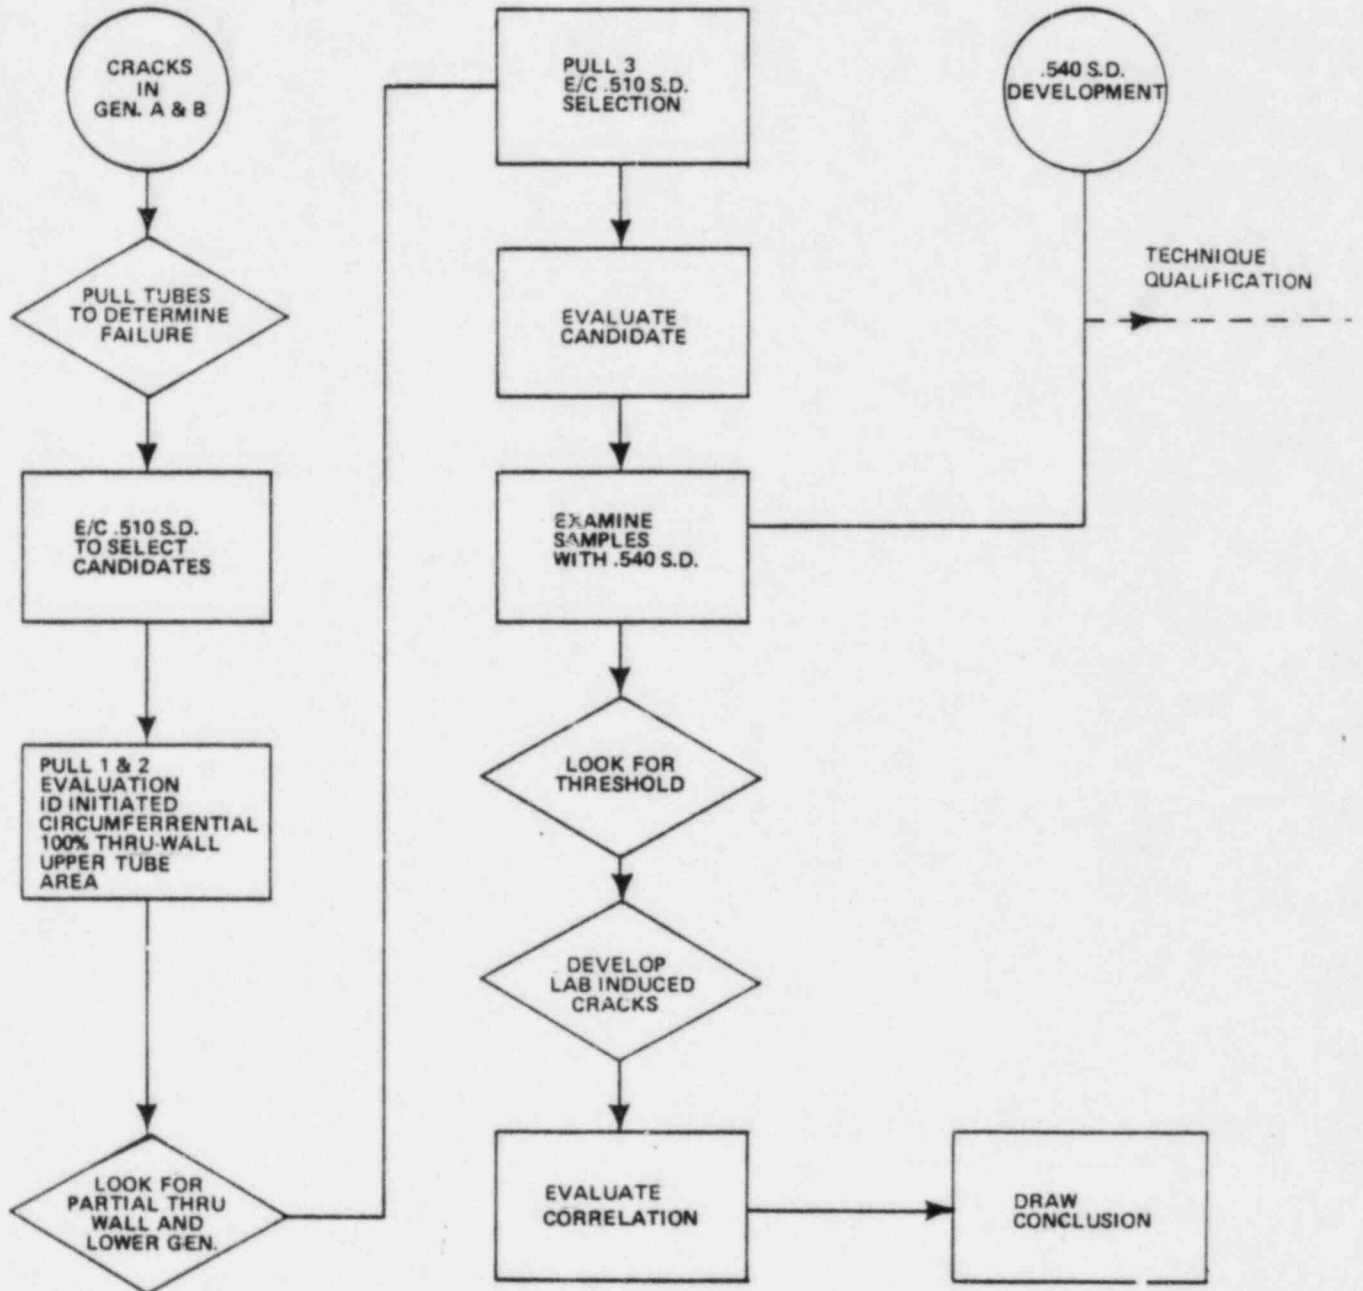 CRACKS
IN
GEN. A & B
PULL TUBES
TO DETERMINE
FAILURE
E/C .510 S.D.
TO SELECT
CANDIDATES
PULL 1 & 2
EVALUATION
ID INITIATED
CIRCUMFERRENTIAL
100% THRU-WALL
UPPER TUBE
AREA
LOOK FOR
PARTIAL THRU
WALL AND
LOWER GEN.
PULL 3
E/C .510 S.D.
SELECTION
EVALUATE
CANDIDATE
EXAMINE
SAMPLES
WITH .540 S.D.
LOOK FOR
THRESHOLD
DEVELOP
LAB INDUCED
CRACKS
EVALUATE
CORRELATION
DRAW
CONCLUSION
.540 S.D.
DEVELOPMENT
TECHNIQUE
QUALIFICATION